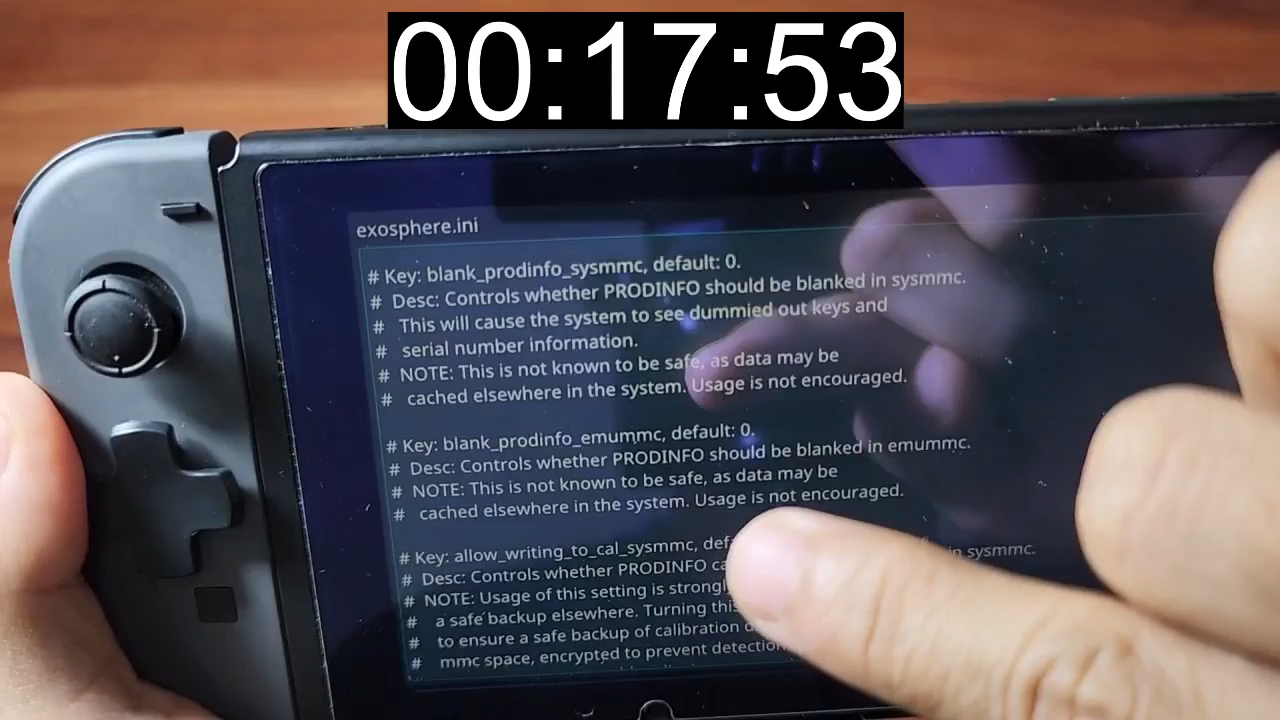 00:17:53
exosphere.ini
# Key: blank_prodinfo_sysmmc, default: 0.
# Desc: Controls whether PRODINFO should be blanked in sysmmc.
# This will cause the system to see dummied out keys and
# serial number information.
# NOTE: This is not known to be safe, as data may be
# cached elsewhere in the system. Usage is not encouraged.
# Key: blank_prodinfo_emummc, default: 0.
# Desc: Controls whether PRODINFO should be blanked in emummc.
# NOTE: This is not known to be safe, as data may be
# cached elsewhere in the system. Usage is not encouraged.
# Key: allow_writing_to_cal_sysmmc,
# Desc: Controls whether PRODINFO in sysmmc.
# NOTE: Usage of this setting is
# a safe backup elsewhere. Turning this
# to ensure a safe backup of calibration
# mmc space, encrypted to prevent detection